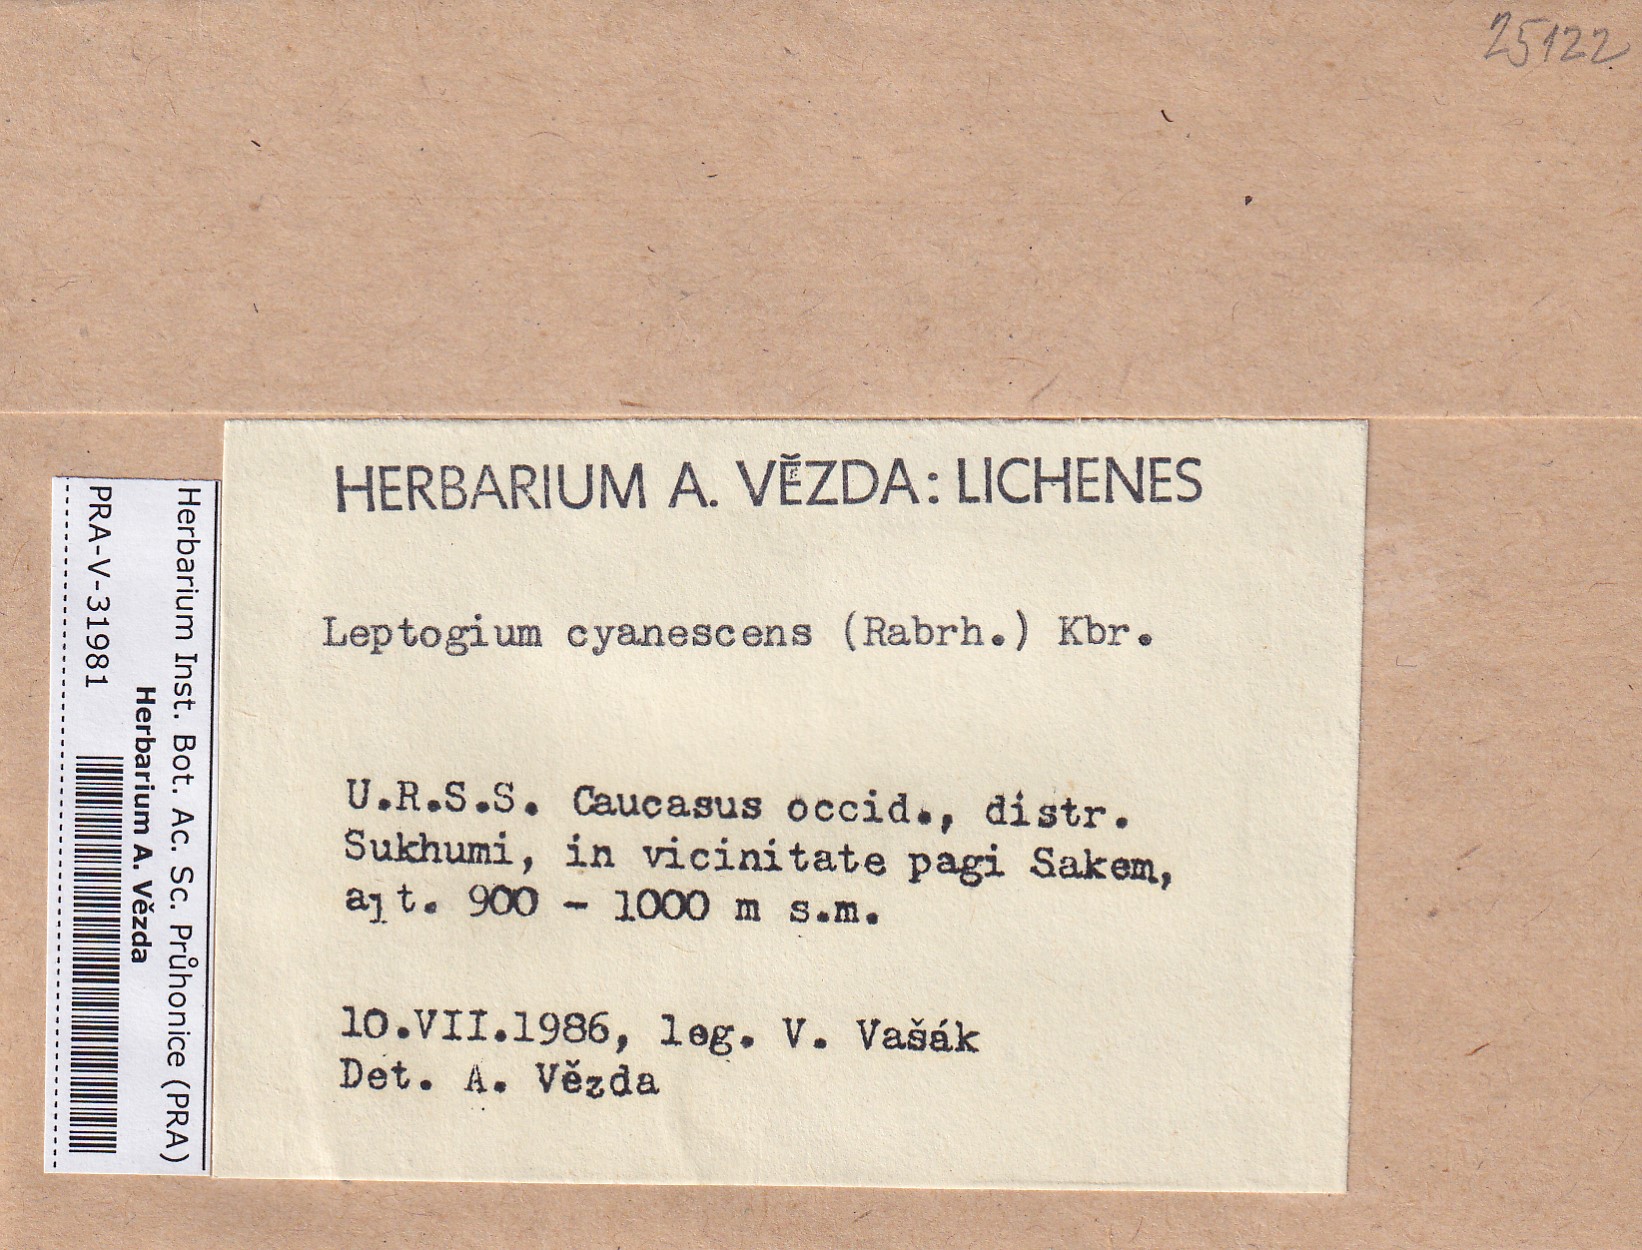 25122
HERBARIUM A. VĚZDA: LICHENES
Leptogium cyanescens (Rabrh.) Kbr.
U.R.S.S. Caucasus occid., distr.
Sukhumi, in vicinitate pagi Sakem,
alt. 900 - 1000 m s.m.
10.VII.1986, leg. V. Vašák
Det. A. Vězda
Herbarium Inst. Bot. Ac. Sc. Průhonice (PRA)
Herbarium A. Vězda
PRA-V-31981